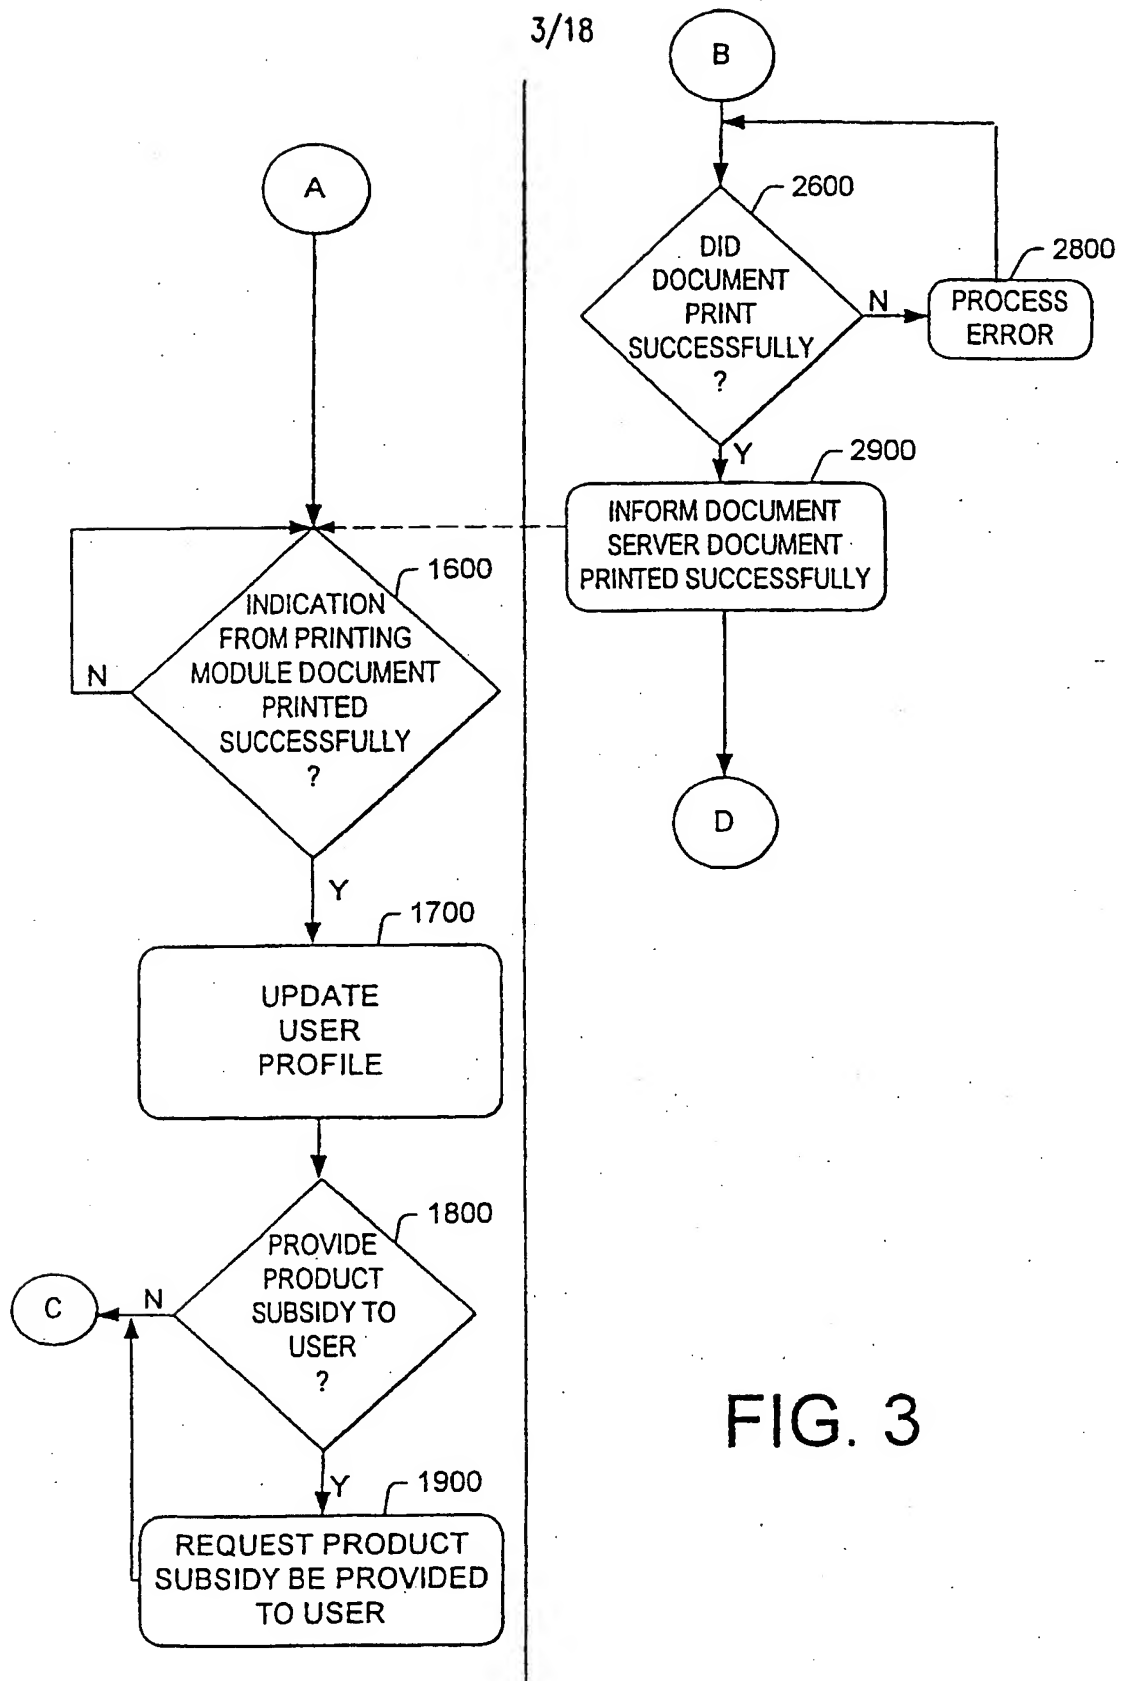 3/18
B
A
2600
DID
DOCUMENT
PRINT
SUCCESSFULLY
?
N
2800
PROCESS
ERROR
Y
2900
INFORM DOCUMENT
SERVER DOCUMENT
PRINTED SUCCESSFULLY
D
1600
INDICATION
FROM PRINTING
MODULE DOCUMENT
PRINTED
SUCCESSFULLY
?
N
Y
1700
UPDATE
USER
PROFILE
1800
PROVIDE
PRODUCT
SUBSIDY TO
USER
?
N
C
Y
1900
REQUEST PRODUCT
SUBSIDY BE PROVIDED
TO USER
FIG. 3